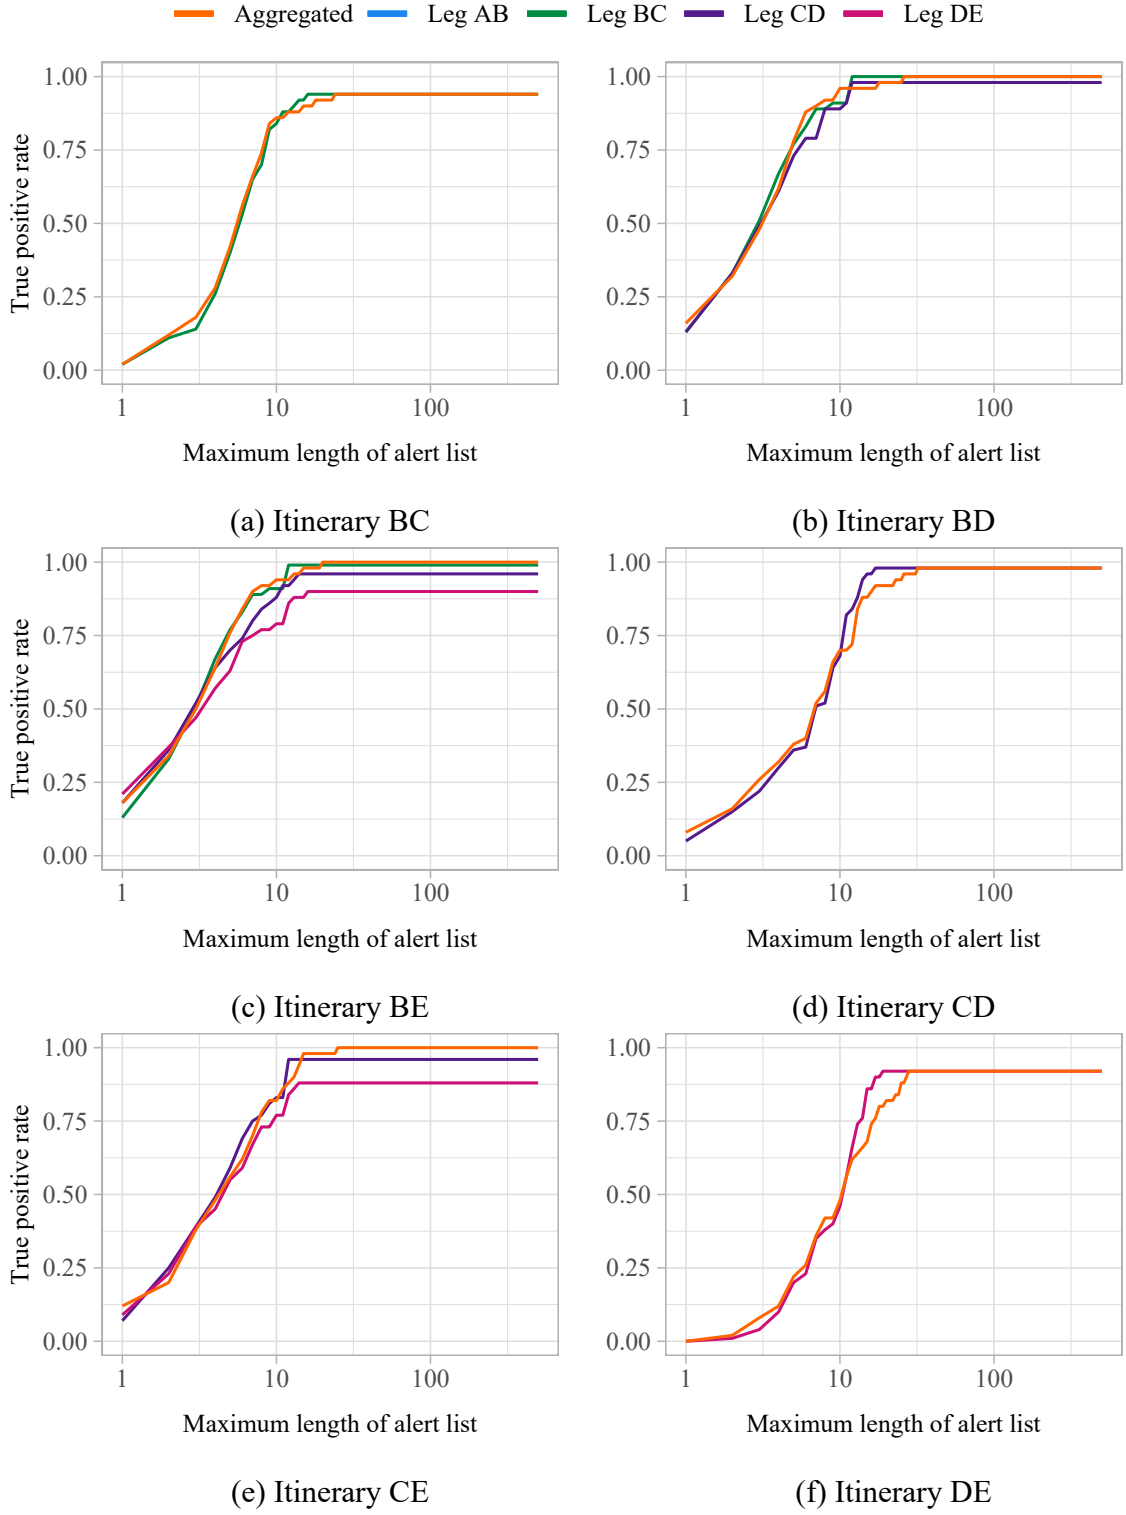 Aggregated Leg AB Leg BC Leg CD Leg DE
True positive rate
1.00
0.75
0.50
0.25
0.00
1 10 100
Maximum length of alert list
(a) Itinerary BC
1.00
0.75
0.50
0.25
0.00
1 10 100
Maximum length of alert list
(b) Itinerary BD
True positive rate
1.00
0.75
0.50
0.25
0.00
1 10 100
Maximum length of alert list
(c) Itinerary BE
1.00
0.75
0.50
0.25
0.00
1 10 100
Maximum length of alert list
(d) Itinerary CD
True positive rate
1.00
0.75
0.50
0.25
0.00
1 10 100
Maximum length of alert list
(e) Itinerary CE
1.00
0.75
0.50
0.25
0.00
1 10 100
Maximum length of alert list
(f) Itinerary DE